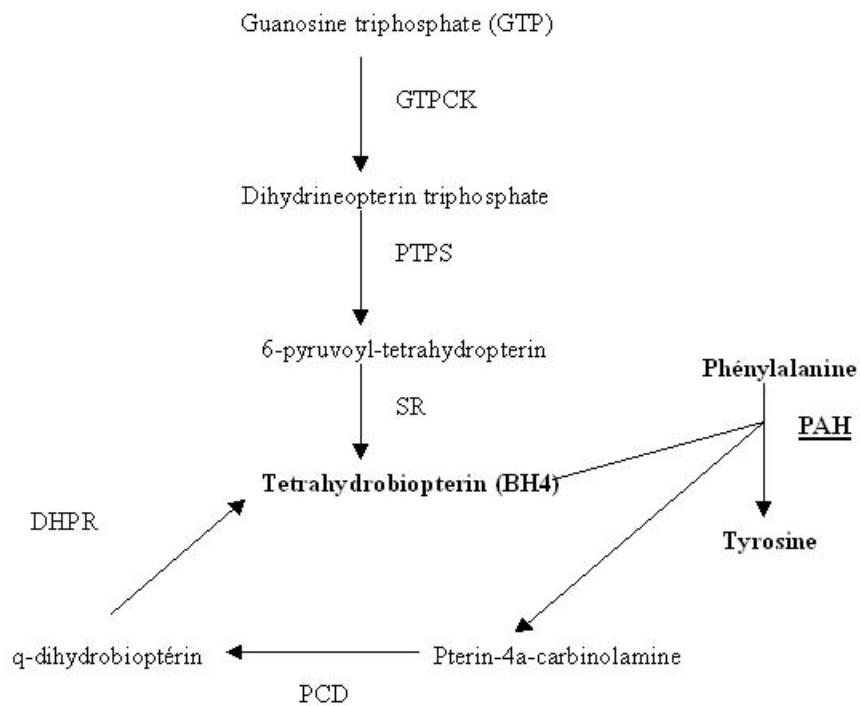 Guanosine triphosphate (GTP)
GTPCK
Dihydrineopterin triphosphate
PTPS
6-pyruvoyl-tetrahydropterin
Phénylalanine
SR
PAH
Tetrahydrobiopterin (BH4)
DHPR
Tyrosine
q-dihydrobioptérin
Pterin-4a-carbinolamine
PCD